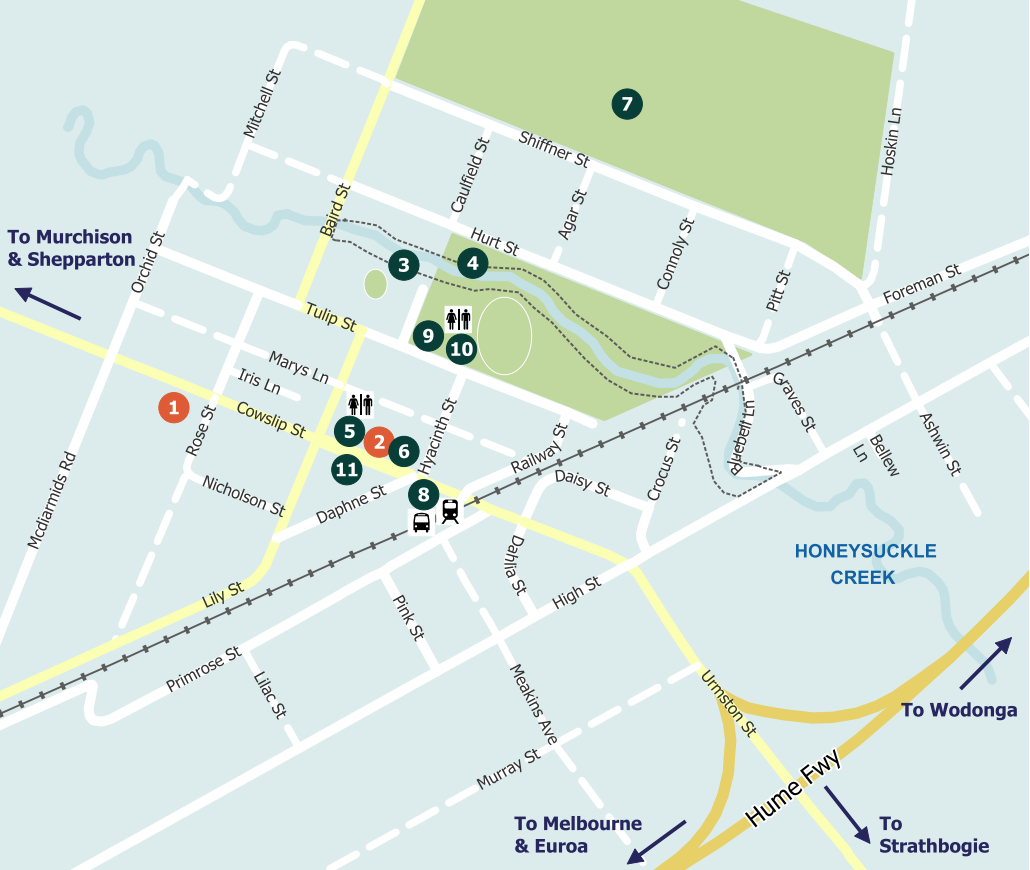 7
Mitchell St
Shiffner St
Hoskin Ln
Caulfield St
Agar St
Baird St
Hurt St
Connoly St
To Murchison
& Shepparton
Orchid St
3
4
Pitt St
Foreman St
Tulip St
9
10
Marys Ln
Iris Ln
1
Rose St
Cowslip St
5
2
6
11
Hyacinth St
Graves St
Bluebell Ln
Ashwin St
Bellew
Ln
Railway St
Daisy St
Crocus St
8
Nicholson St
Daphne St
Mcdiarmids Rd
Dahlia St
HONEYSUCKLE
CREEK
High St
Lily St
Pink St
Primrose St
Lilac St
Meakins Ave
Urmston St
To Wodonga
Murray St
Hume Fwy
To Melbourne
& Euroa
To
Strathbogie